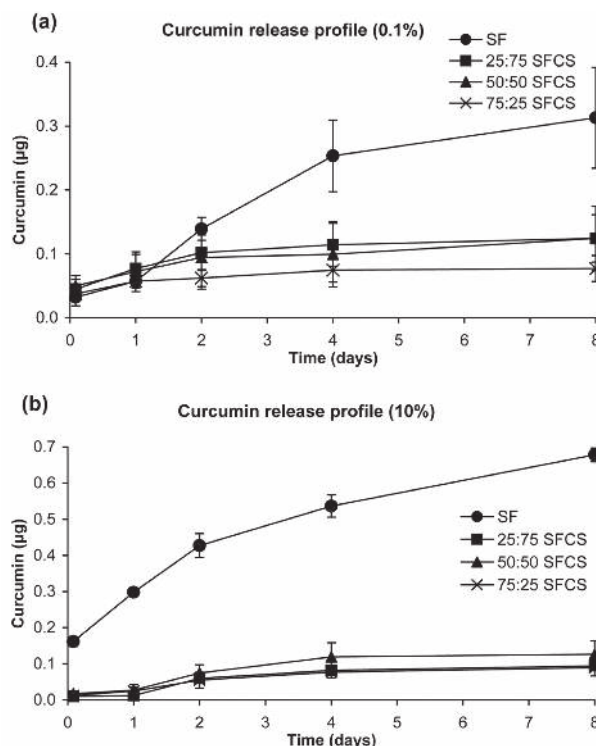 (a)
Curcumin release profile (0.1%)
SF
25:75 SFCS
50:50 SFCS
75:25 SFCS
0.4
0.3
0.2
0.1
0.0
Curcumin (µg)
0 1 2 3 4 5 6 7 8
Time (days)
(b)
Curcumin release profile (10%)
0.7
0.6
0.5
0.4
0.3
0.2
0.1
0.0
Curcumin (µg)
SF
25:75 SFCS
50:50 SFCS
75:25 SFCS
0 1 2 3 4 5 6 7 8
Time (days)